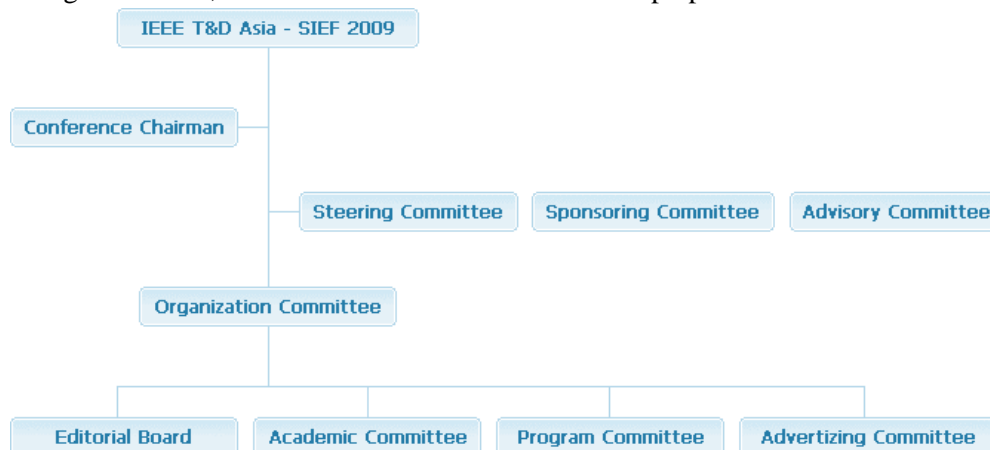 IEEE T&D Asia - SIEF 2009
Conference Chairman
Steering Committee Sponsoring Committee Advisory Committee
Organization Committee
Editorial Board Academic Committee Program Committee Advertizing Committee